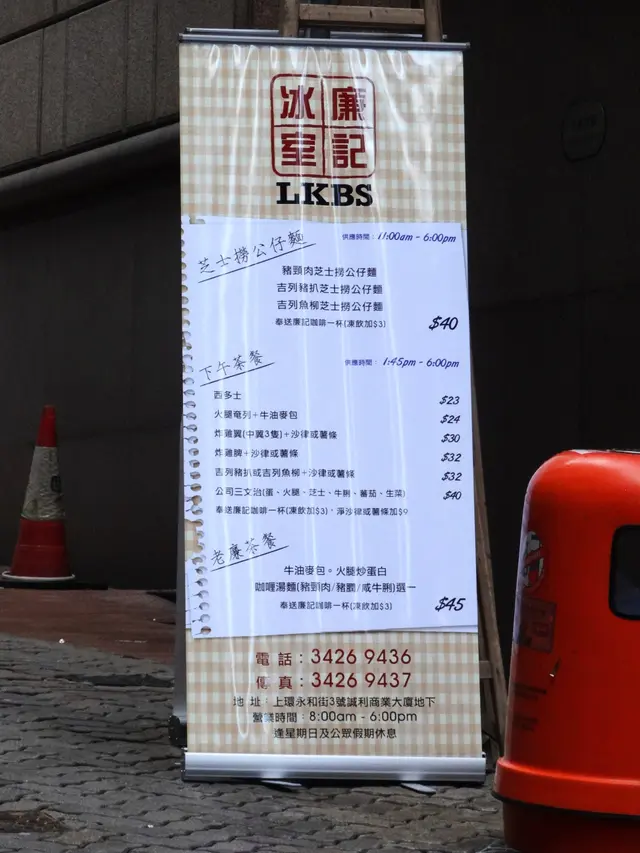 廉記冰室
LKBS
芝士撈公仔麵
供應時間：11:00am - 6:00pm
豬頸肉芝士撈公仔麵
吉列豬扒芝士撈公仔麵
吉列魚柳芝士撈公仔麵
奉送廉記咖啡一杯(凍飲加$3) $40
下午茶餐
供應時間：1:45pm - 6:00pm
西多士 $23
火腿奄列+牛油麥包 $24
炸雞翼(中翼3隻)+沙律或薯條 $30
炸雞脾+沙律或薯條 $32
吉列豬扒或吉列魚柳+沙律或薯條 $32
公司三文治(蛋、火腿、芝士、牛脷、蕃茄、生菜) $40
奉送廉記咖啡一杯(凍飲加$3)，淨沙律或薯條加$9
老廉茶餐
牛油麥包。火腿炒蛋白
咖喱湯麵(豬頸肉/豬膶/咸牛脷)選一
奉送廉記咖啡一杯(凍飲加$3) $45
電話：3426 9436
傳真：3426 9437
地址：上環永和街3號誠利商業大廈地下
營業時間：8:00am - 6:00pm
逢星期日及公眾假期休息